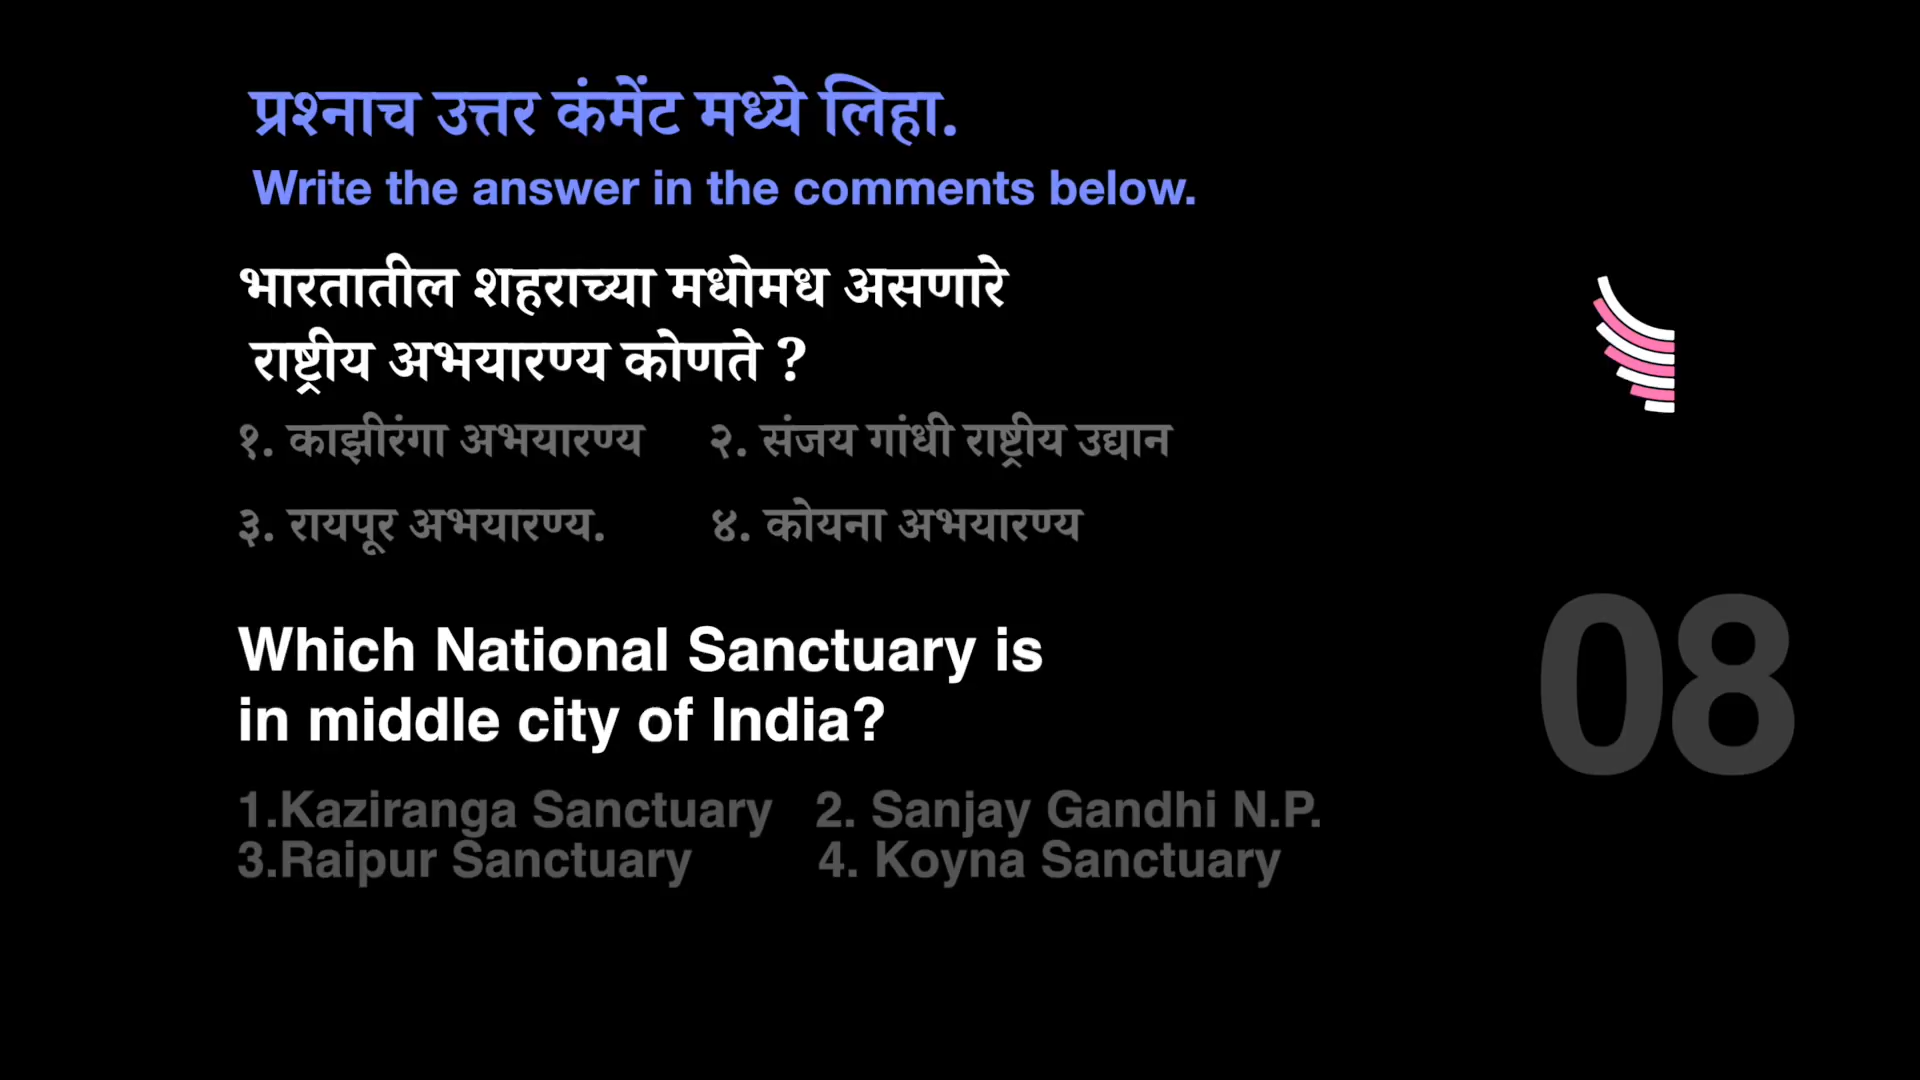 प्रश्नाच उत्तर कंमेंट मध्ये लिहा.
Write the answer in the comments below.
भारतातील शहराच्या मधोमध असणारे
राष्ट्रीय अभयारण्य कोणते ?
१. काझीरंगा अभयारण्य २. संजय गांधी राष्ट्रीय उद्यान
३. रायपूर अभयारण्य. ४. कोयना अभयारण्य
Which National Sanctuary is
in middle city of India?
1.Kaziranga Sanctuary 2. Sanjay Gandhi N.P.
3.Raipur Sanctuary 4. Koyna Sanctuary
08